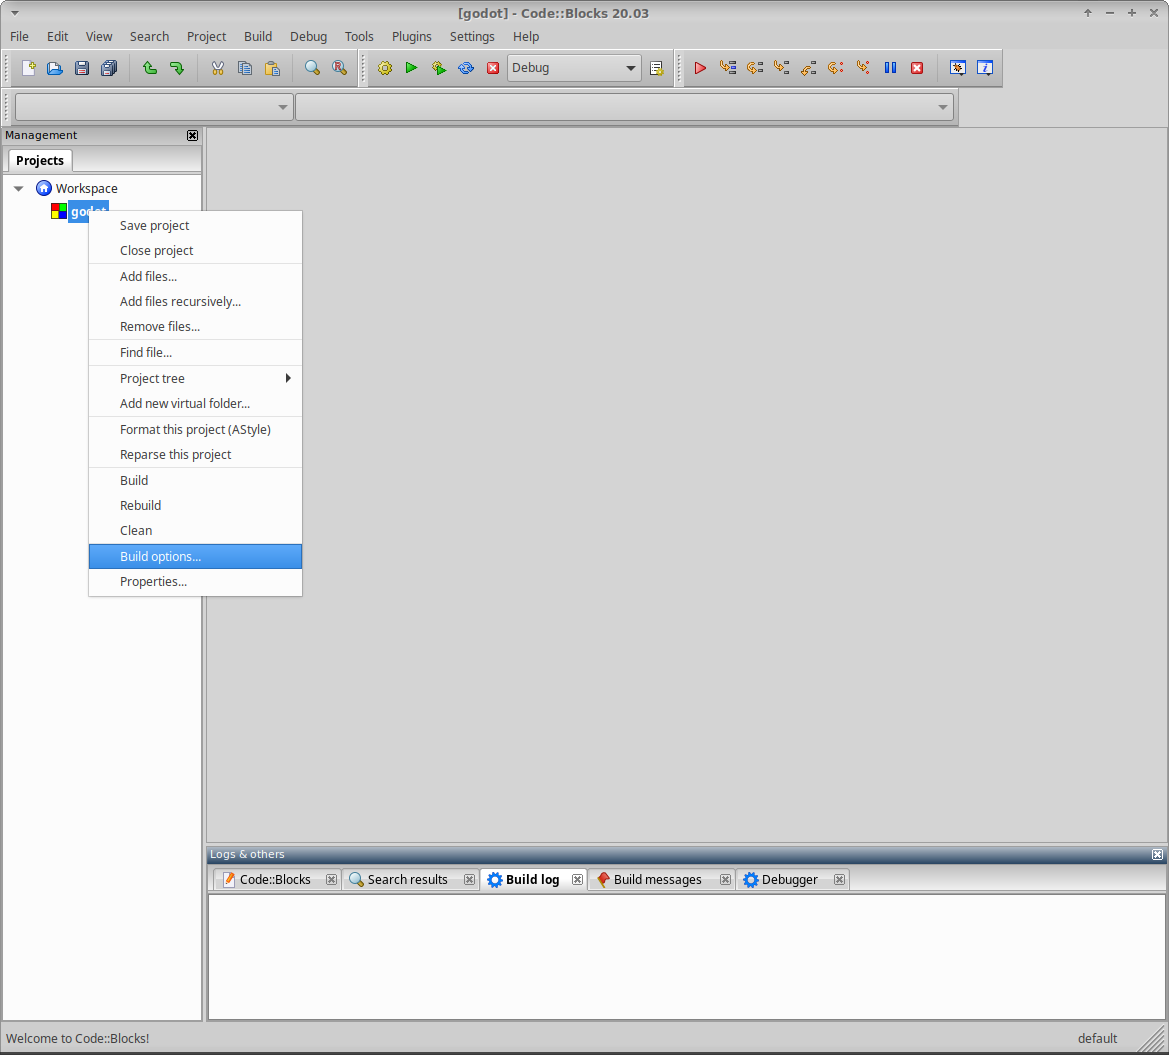 [godot] - Code::Blocks 20.03
File Edit View Search Project Build Debug Tools Plugins Settings Help
Debug
Management
Projects
Workspace
godot
Save project
Close project
Add files...
Add files recursively...
Remove files...
Find file...
Project tree
Add new virtual folder...
Format this project (AStyle)
Reparse this project
Build
Rebuild
Clean
Build options...
Properties...
Logs & others
Code::Blocks Search results Build log Build messages Debugger
Welcome to Code::Blocks! default